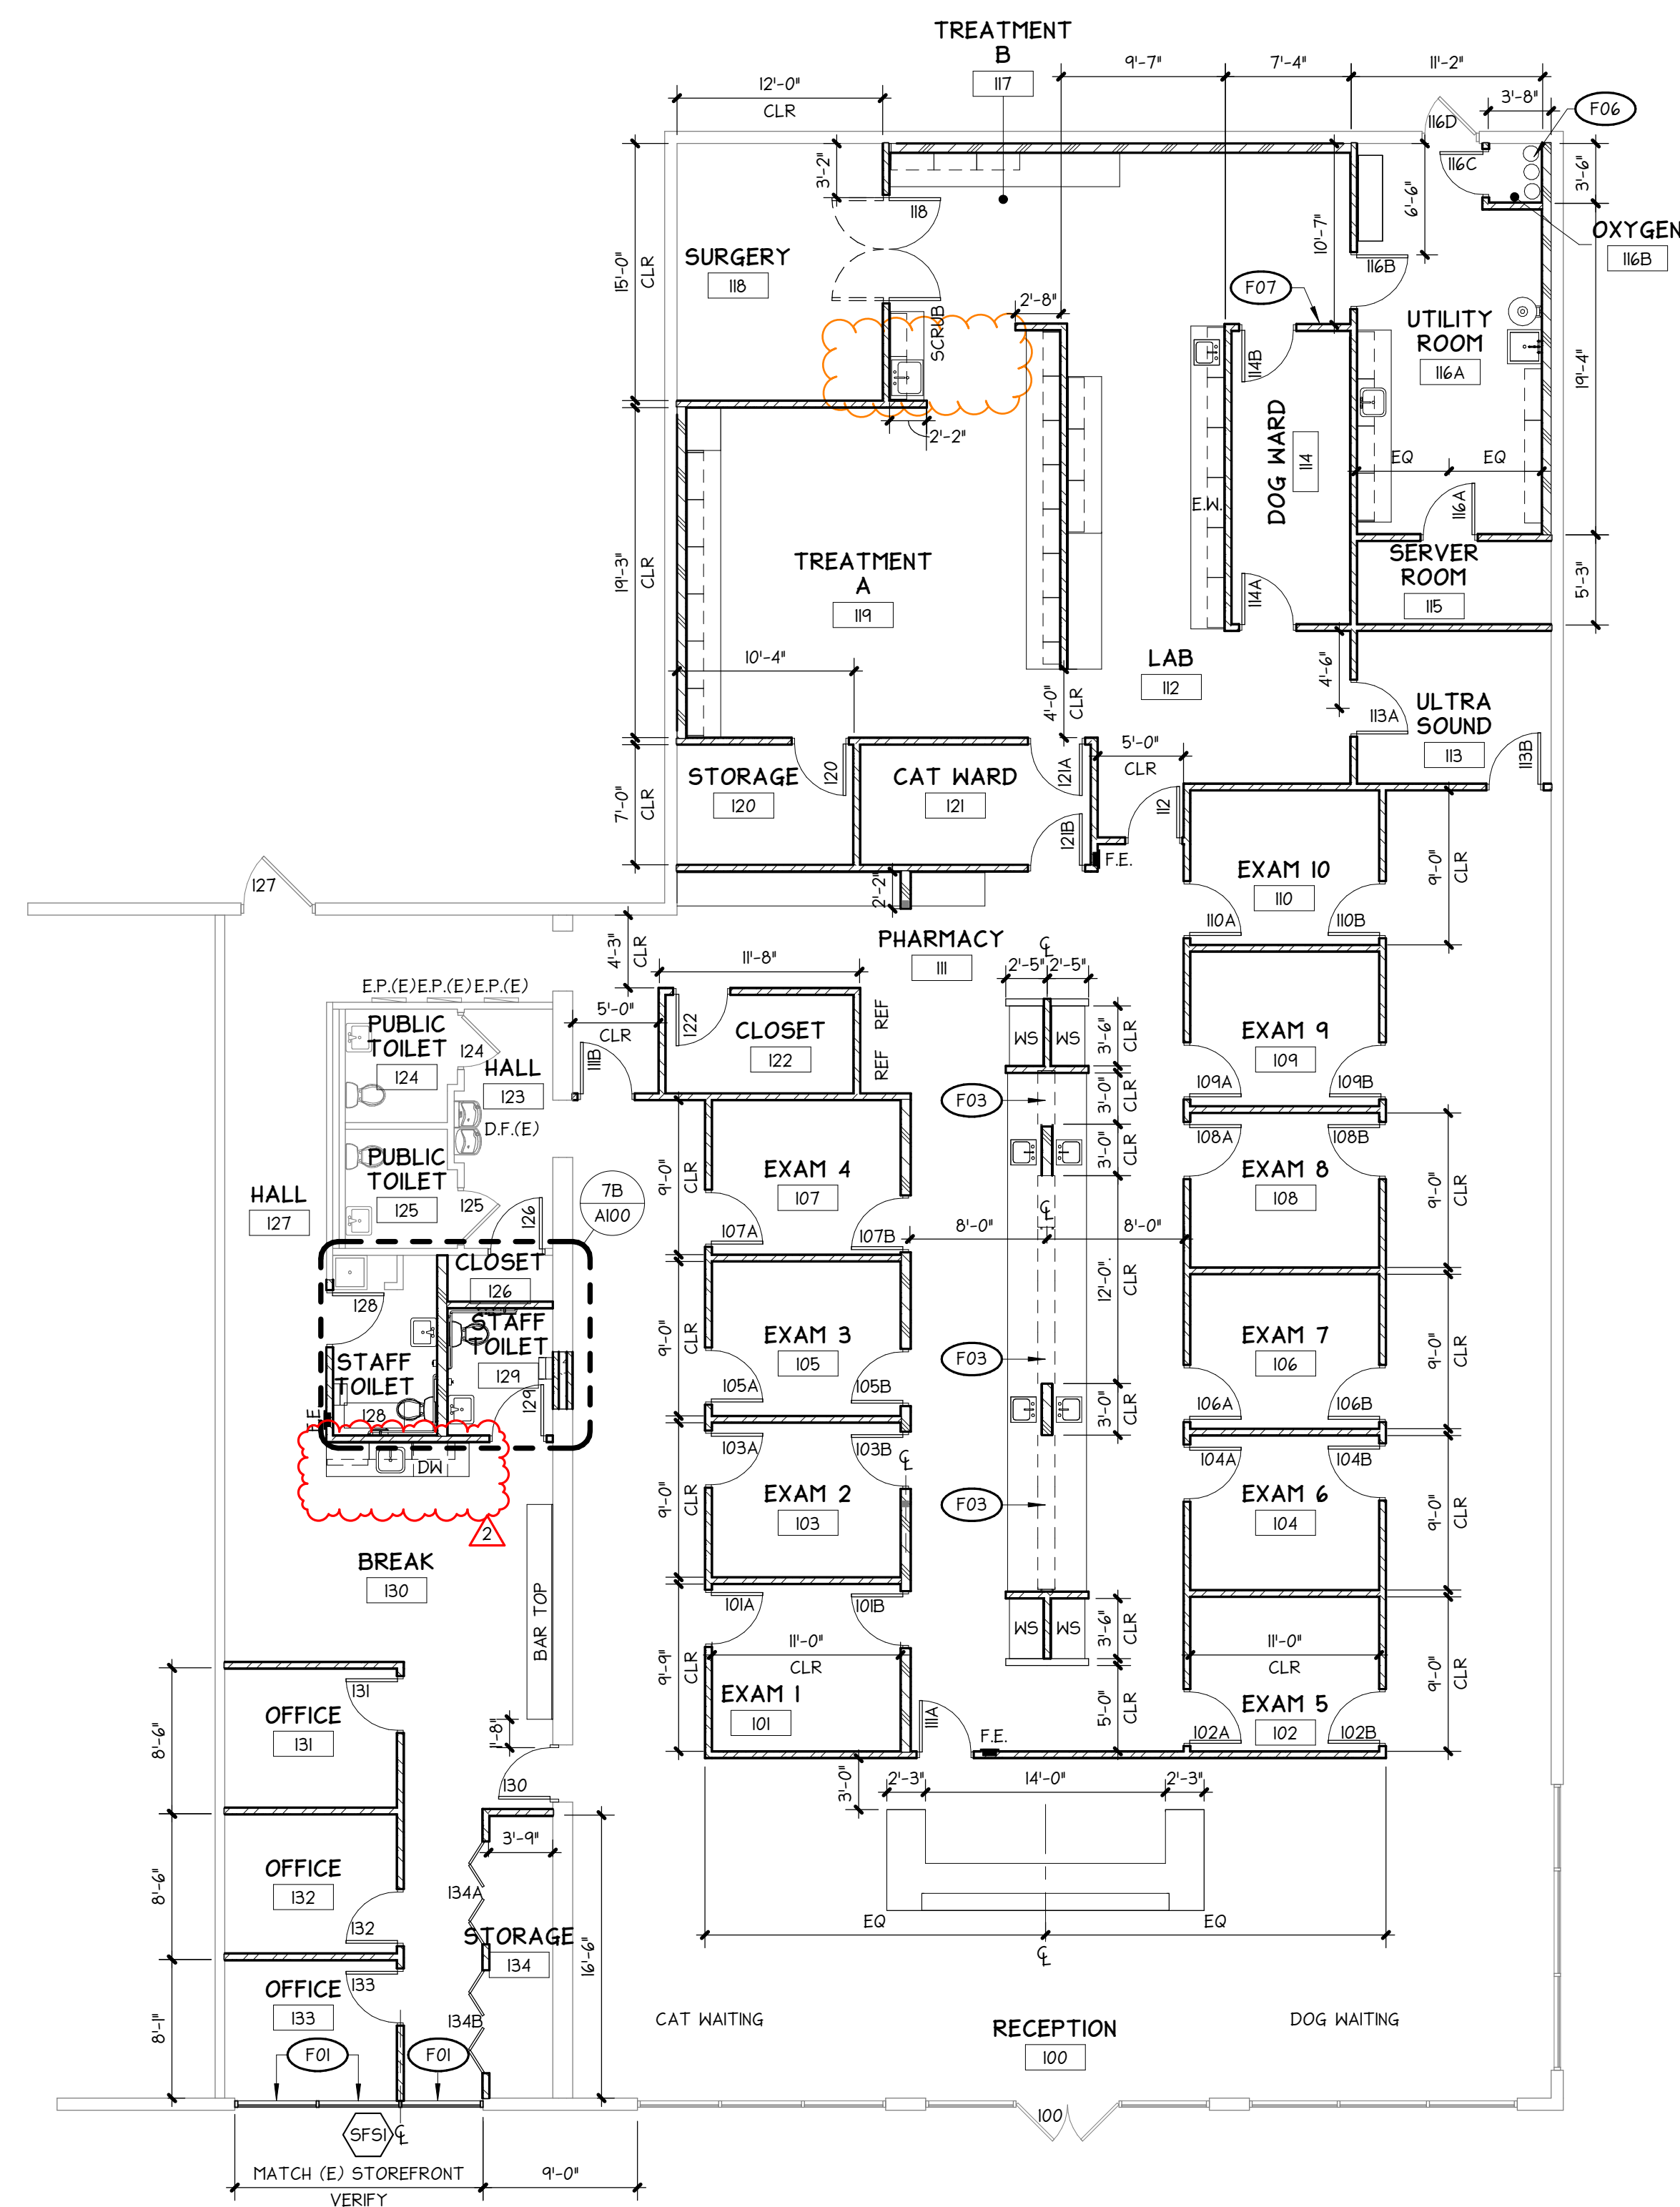 TREATMENT
B
117
9'-7"
7'-4"
11'-2"
12'-0"
CLR
3'-8"
F06
116D
116C
3'-2"
118
6'-6"
3'-6"
10'-7"
OXYGEN
116B
15'-0"
CLR
SURGERY
118
116B
F07
2'-8"
SCRUB
UTILITY
ROOM
116A
114B
19'-4"
2'-2"
DOG WARD
114
EQ
EQ
E.W.
116A
19'-3"
CLR
TREATMENT
A
119
SERVER
ROOM
115
5'-3"
114A
10'-4"
LAB
112
4'-6"
4'-0"
CLR
ULTRA
SOUND
113
113A
113B
5'-0"
CLR
STORAGE
120
120
CAT WARD
121
121A
121B
112
7'-0"
CLR
F.E.
EXAM 10
110
9'-0"
CLR
127
2'-2"
110A
110B
4'-3"
CLR
PHARMACY
111
℄
11'-8"
2'-5"
2'-5"
E.P.(E)
E.P.(E)
E.P.(E)
5'-0"
CLR
122
CLOSET
122
REF
REF
WS
WS
3'-6"
CLR
EXAM 9
109
PUBLIC
TOILET
124
124
HALL
123
111B
109A
109B
F03
3'-0"
CLR
D.F.(E)
108A
108B
3'-0"
CLR
PUBLIC
TOILET
125
125
HALL
127
7B
A100
9'-0"
CLR
EXAM 4
107
EXAM 8
108
9'-0"
CLR
126
107A
107B
8'-0"
℄
8'-0"
CLOSET
126
12'-0".
CLR
128
STAFF
TOILET
129
9'-0"
CLR
EXAM 3
105
EXAM 7
106
9'-0"
CLR
F03
STAFF
TOILET
128
129
105A
105B
106A
106B
3'-0"
CLR
DW
103A
103B
℄
104A
104B
9'-0"
CLR
EXAM 2
103
F03
EXAM 6
104
9'-0"
CLR
2
BREAK
130
BAR TOP
101A
101B
WS
WS
3'-6"
CLR
11'-0"
CLR
11'-0"
CLR
9'-9"
CLR
EXAM 1
101
5'-0"
CLR
EXAM 5
102
9'-0"
CLR
131
OFFICE
131
8'-6"
1'-8"
111A
F.E.
102A
102B
130
3'-0"
2'-3"
14'-0"
2'-3"
3'-9"
OFFICE
132
8'-6"
132
134A
STORAGE
134
16'-6"
EQ
EQ
℄
OFFICE
133
133
8'-1"
134B
CAT WAITING
RECEPTION
100
DOG WAITING
F01
F01
SFS1
℄
100
MATCH (E) STOREFRONT
VERIFY
9'-0"